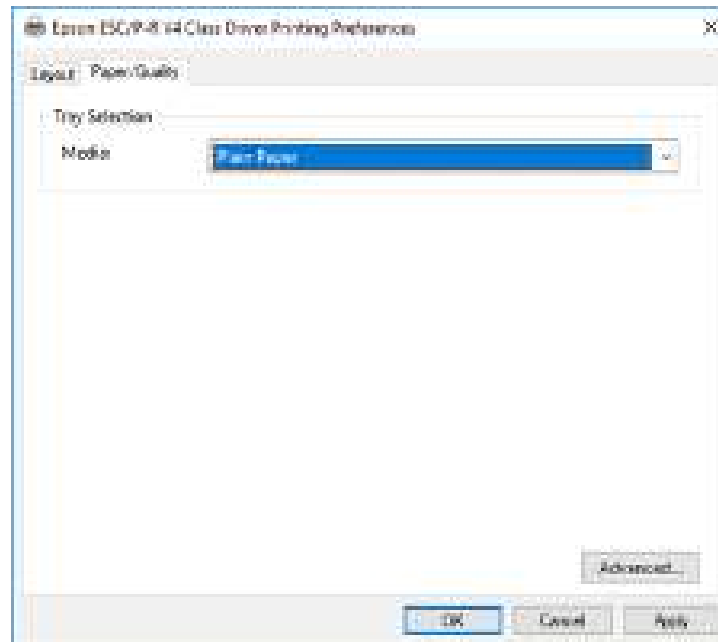 Epson ESC/P-R V4 Class Driver Printing Preferences
Layout Paper/Quality
Tray Selection
Media Plain Paper
Advanced...
OK Cancel Apply